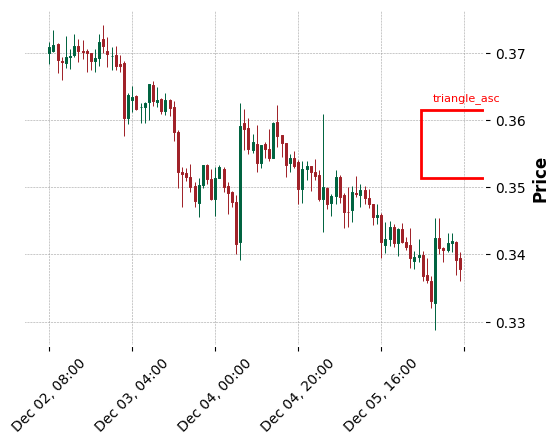 triangle_asc
0.37
0.36
0.35
0.34
0.33
Price
Dec 02, 08:00
Dec 03, 04:00
Dec 04, 00:00
Dec 04, 20:00
Dec 05, 16:00